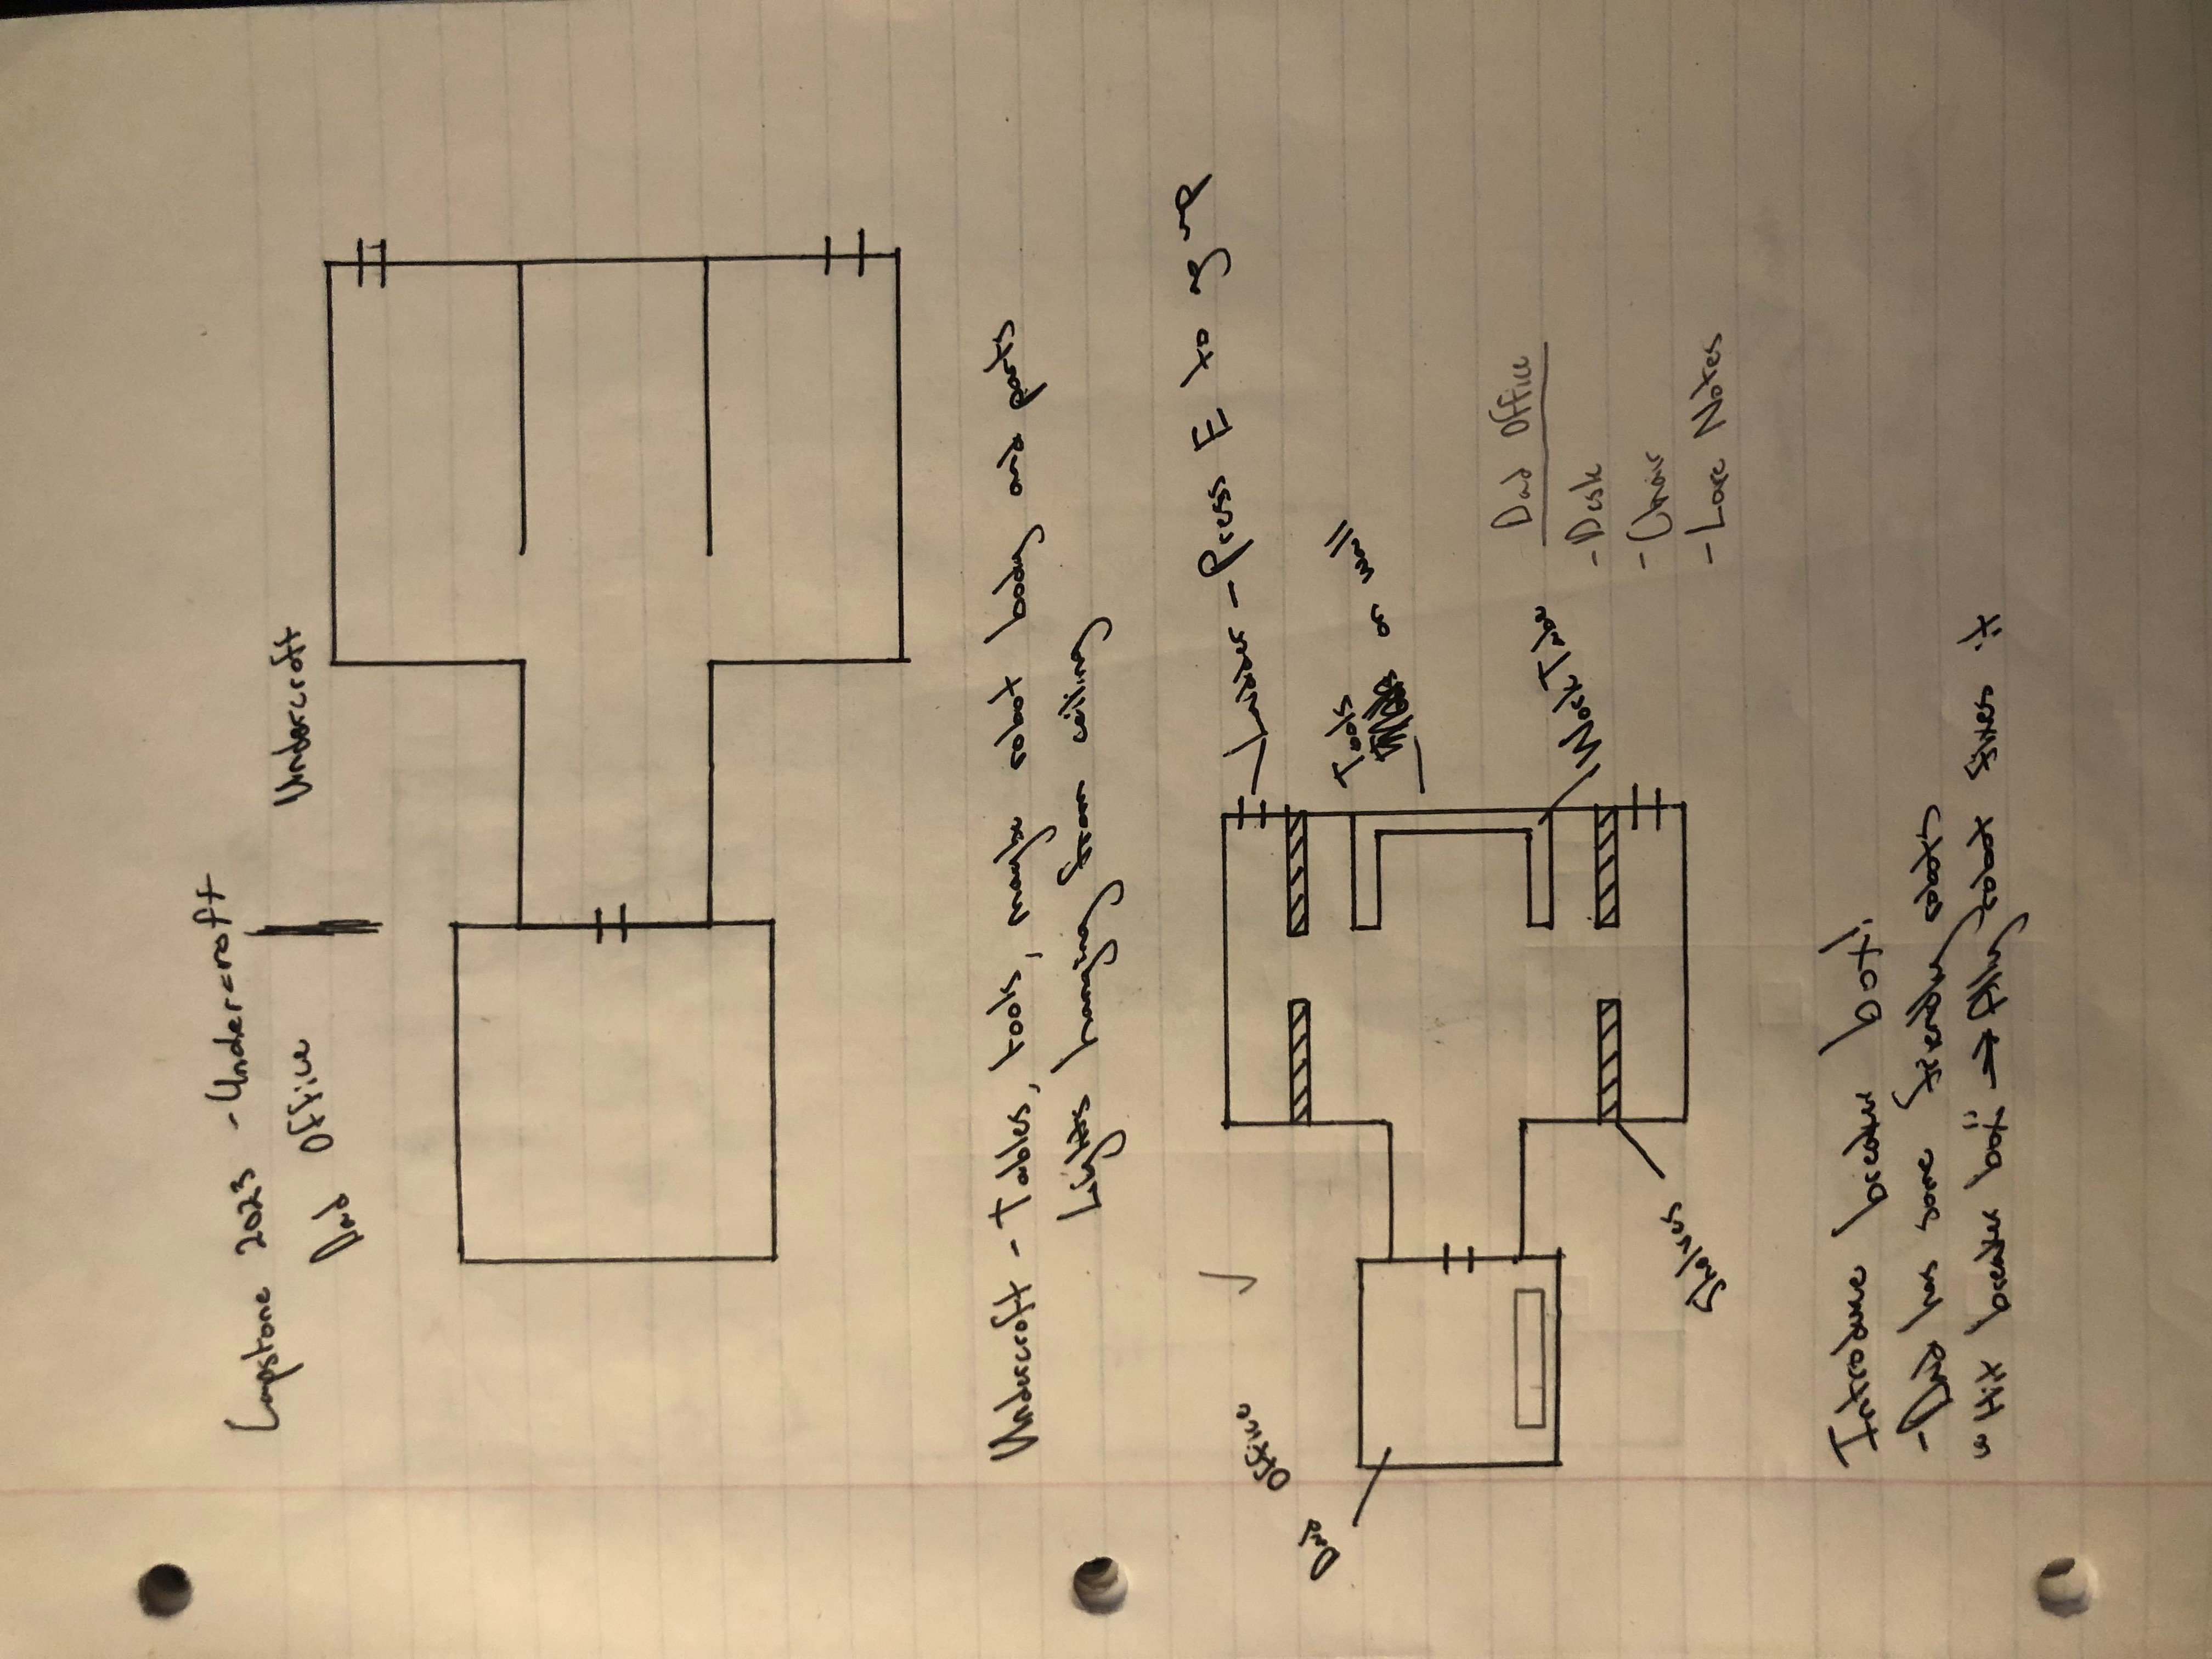 Capstone 2023 - Undercroft
Dad Office
Undercroft
Undercroft - Tables, tools, maybe robot body and parts
Lights hanging from ceiling
Dad Office
Ladder - Press E to go up
Tools
on wall
Work Table
Shelves
Dad Office
- Desk
- Chair
- Lore Notes
Introduce breaker box!
- Dad has some friendly robots
"Hit breaker box" → Ally robot fixes it